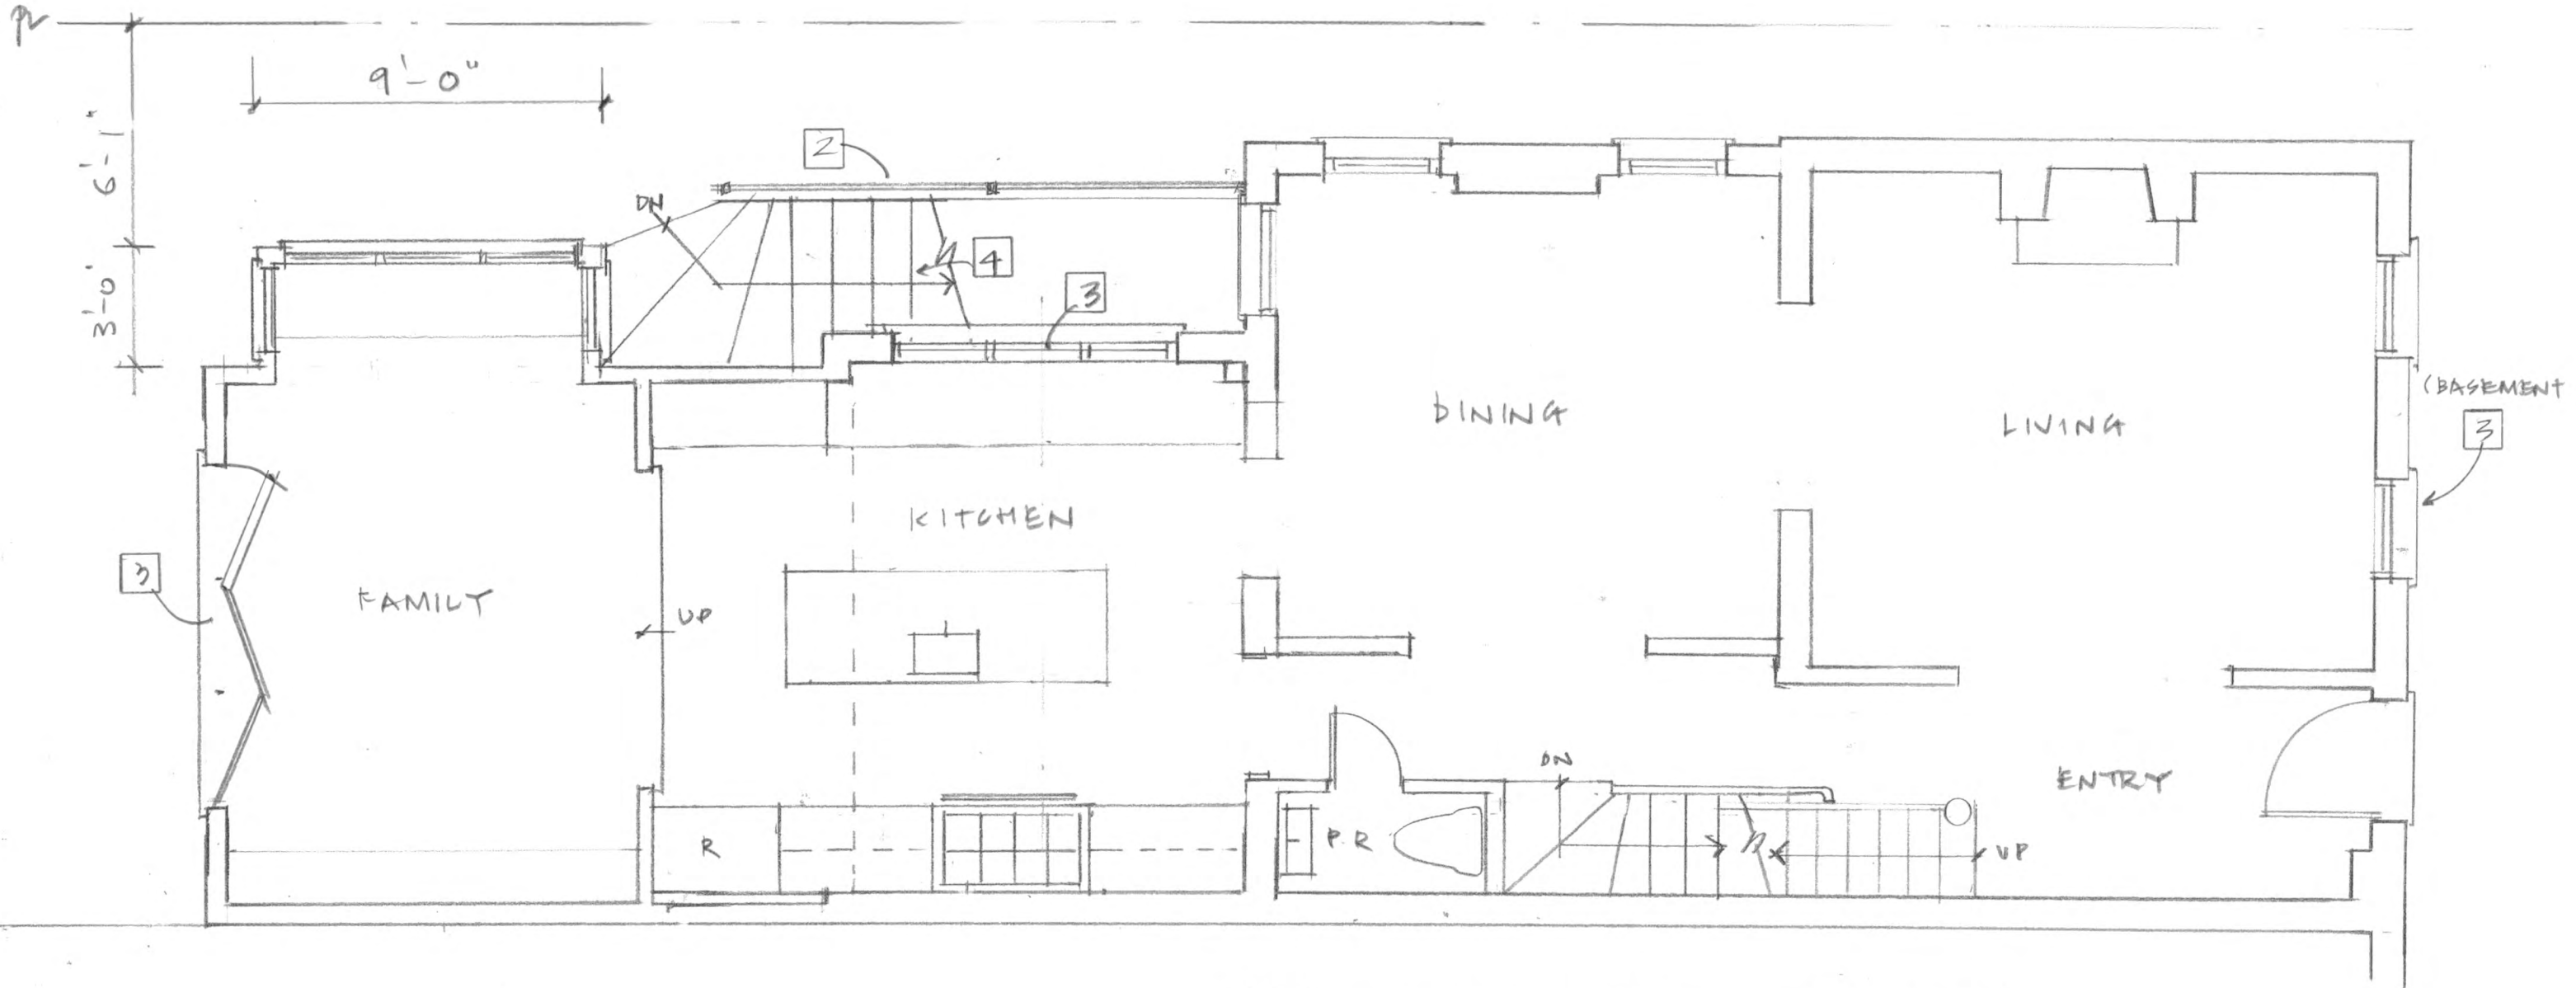 PL
9'-0"
6'-1"
3'-0"
2
DN
4
3
(BASEMENT
3
DINING
LIVING
KITCHEN
3
FAMILY
UP
DN
ENTRY
R
P.R
UP